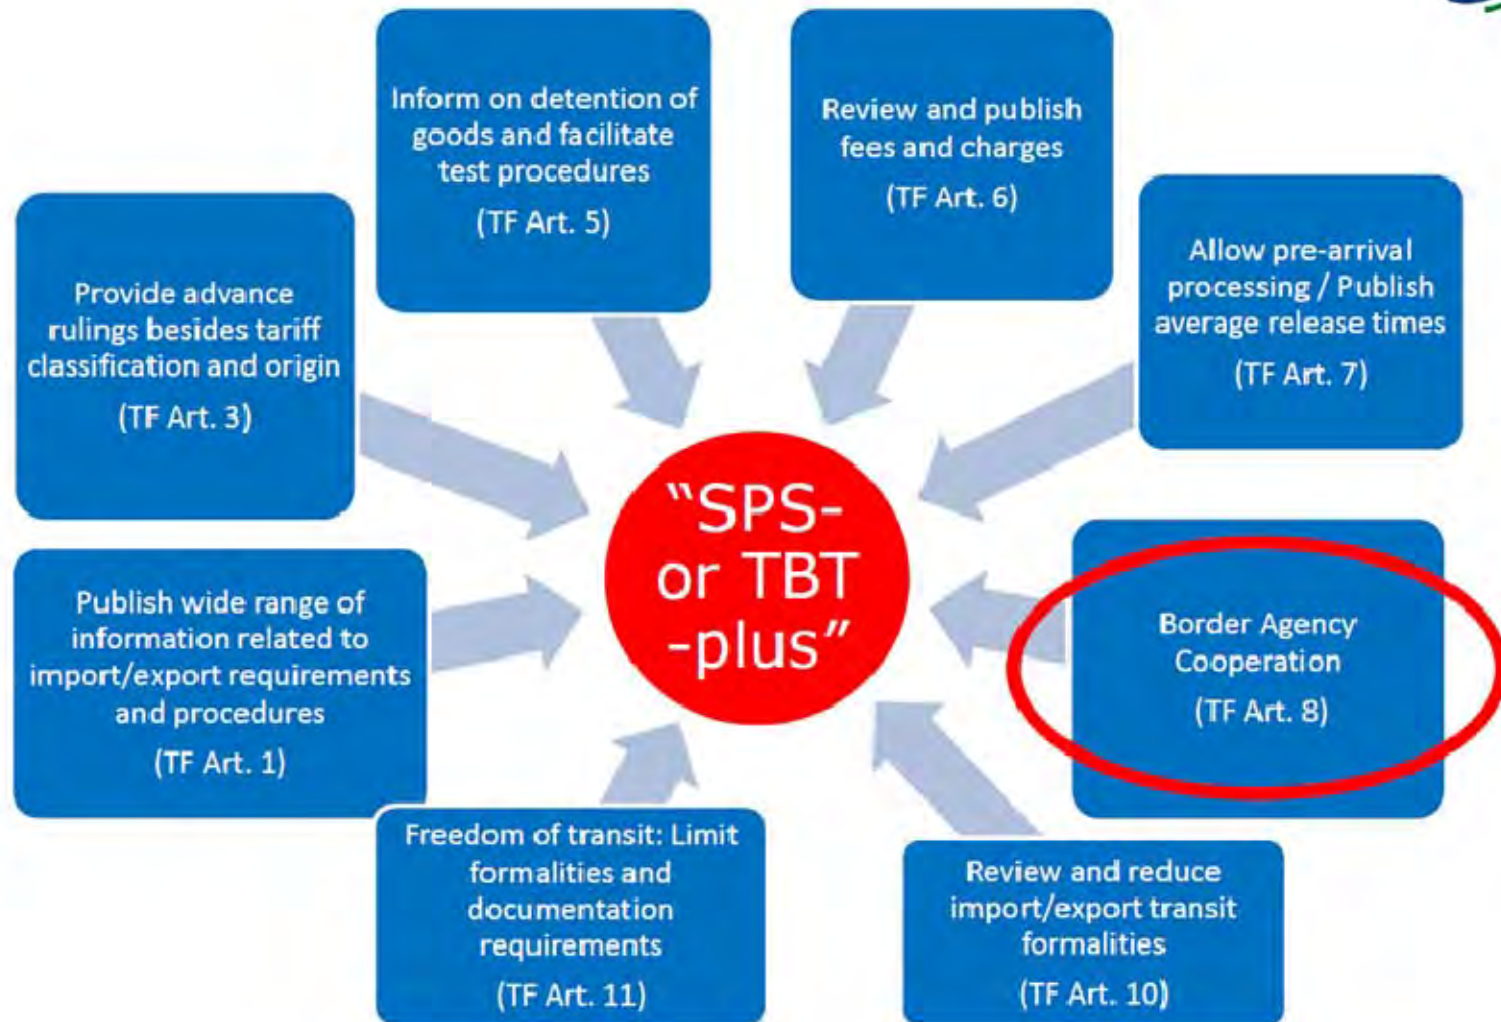 Inform on detention of
goods and facilitate
test procedures
(TF Art. 5)
Review and publish
fees and charges
(TF Art. 6)
Provide advance
rulings besides tariff
classification and origin
(TF Art. 3)
Allow pre-arrival
processing / Publish
average release times
(TF Art. 7)
"SPS-
or TBT
-plus"
Publish wide range of
information related to
import/export requirements
and procedures
(TF Art. 1)
Border Agency
Cooperation
(TF Art. 8)
Freedom of transit: Limit
formalities and
documentation
requirements
(TF Art. 11)
Review and reduce
import/export transit
formalities
(TF Art. 10)